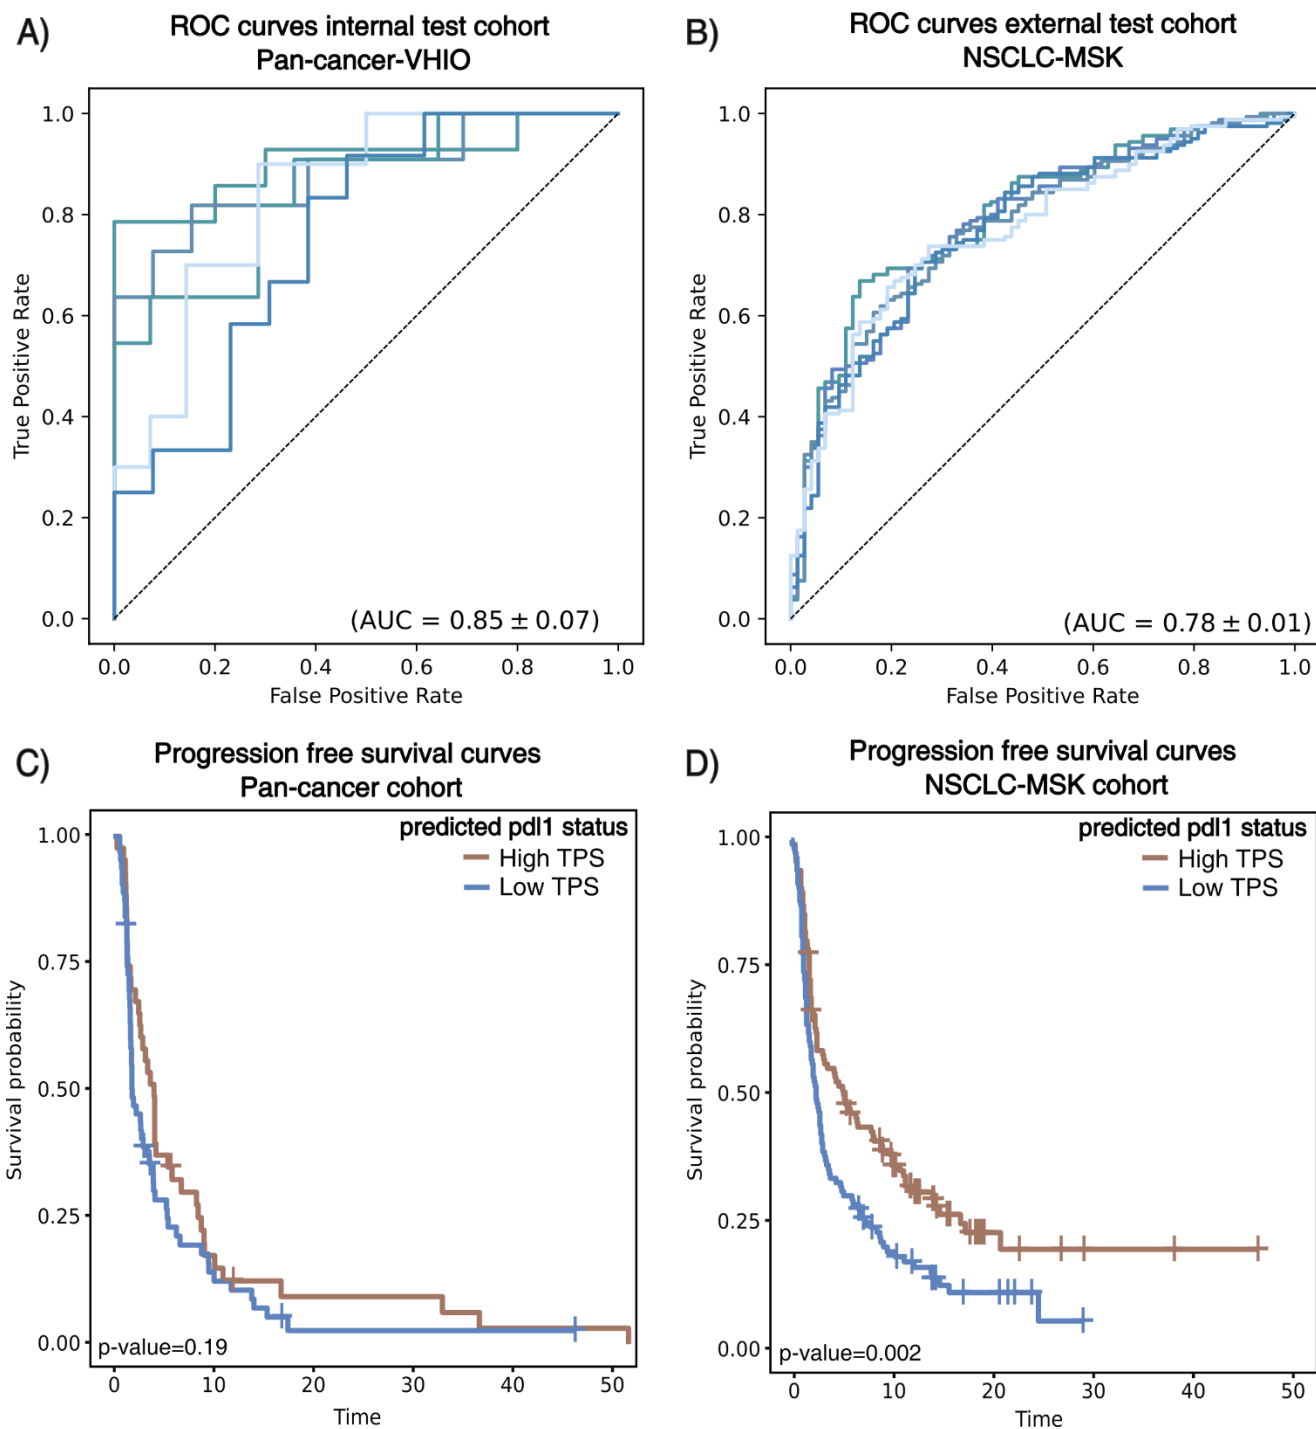 A)
ROC curves internal test cohort
Pan-cancer-VHIO
True Positive Rate
1.0
0.8
0.6
0.4
0.2
0.0
(AUC = 0.85 ± 0.07)
0.0 0.2 0.4 0.6 0.8 1.0
False Positive Rate
B)
ROC curves external test cohort
NSCLC-MSK
True Positive Rate
1.0
0.8
0.6
0.4
0.2
0.0
(AUC = 0.78 ± 0.01)
0.0 0.2 0.4 0.6 0.8 1.0
False Positive Rate
C)
Progression free survival curves
Pan-cancer cohort
predicted pdl1 status
High TPS
Low TPS
Survival probability
1.00
0.75
0.50
0.25
0.00
p-value=0.19
0 10 20 30 40 50
Time
D)
Progression free survival curves
NSCLC-MSK cohort
predicted pdl1 status
High TPS
Low TPS
Survival probability
1.00
0.75
0.50
0.25
0.00
p-value=0.002
0 10 20 30 40 50
Time